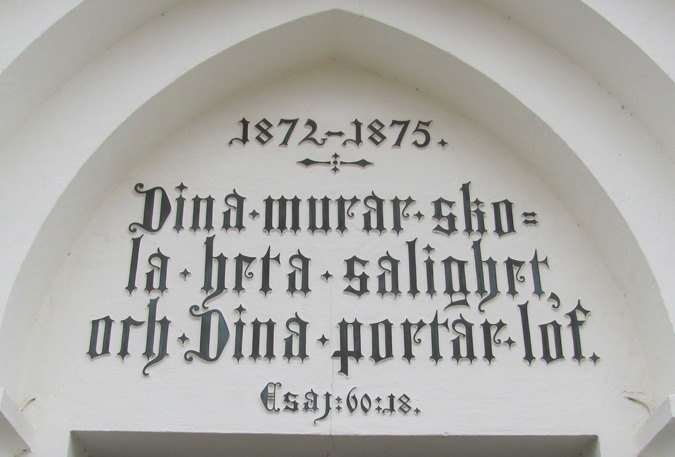 1872-1875.
Dina·murar·sko=
la·heta·salighet,
och·Dina·portar·lof.
Esaj:60:18.